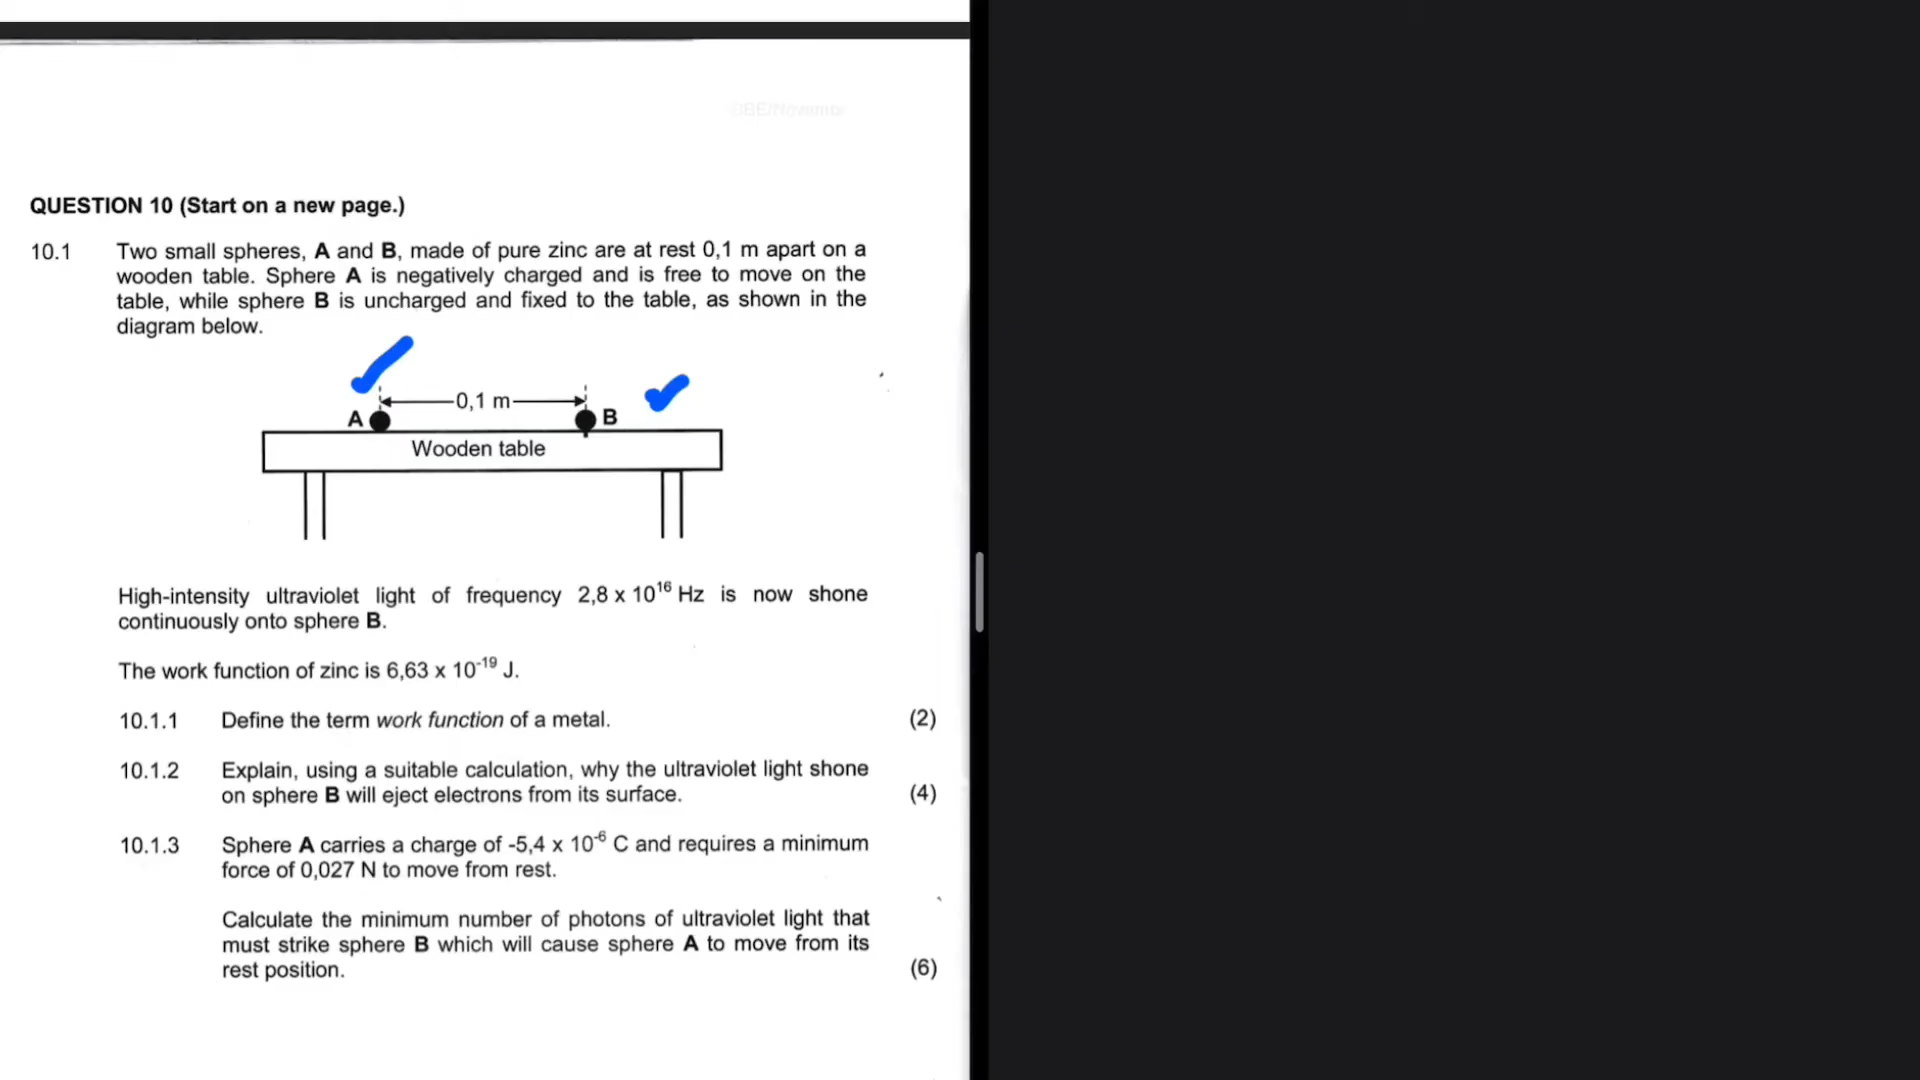 QUESTION 10 (Start on a new page.)
10.1 Two small spheres, A and B, made of pure zinc are at rest 0,1 m apart on a
wooden table. Sphere A is negatively charged and is free to move on the
table, while sphere B is uncharged and fixed to the table, as shown in the
diagram below.
0,1 m
A B
Wooden table
High-intensity ultraviolet light of frequency 2,8 x 10¹⁶ Hz is now shone
continuously onto sphere B.
The work function of zinc is 6,63 x 10⁻¹⁹ J.
10.1.1 Define the term work function of a metal. (2)
10.1.2 Explain, using a suitable calculation, why the ultraviolet light shone
on sphere B will eject electrons from its surface. (4)
10.1.3 Sphere A carries a charge of -5,4 x 10⁻⁶ C and requires a minimum
force of 0,027 N to move from rest.
Calculate the minimum number of photons of ultraviolet light that
must strike sphere B which will cause sphere A to move from its
rest position. (6)